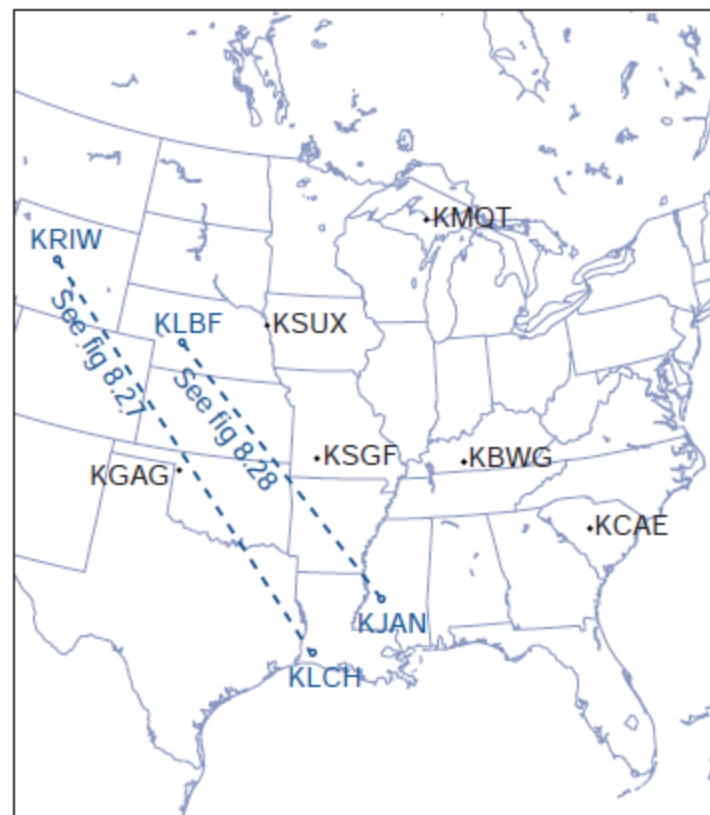 KMQT
KRIW
KLBF
KSUX
See fig 8.27
See fig 8.28
KGAG
KSGF
KBWG
KCAE
KJAN
KLCH